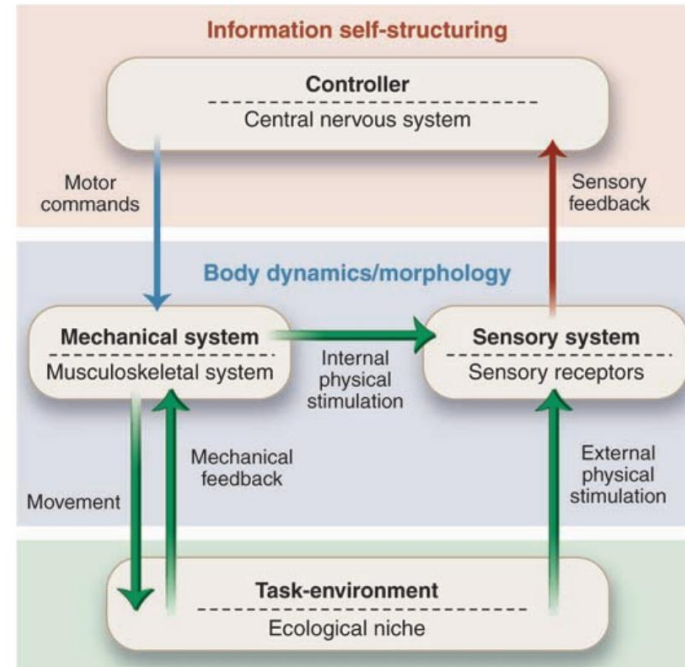 Information self-structuring
Controller
Central nervous system
Motor
commands
Sensory
feedback
Body dynamics/morphology
Mechanical system
Musculoskeletal system
Internal
physical
stimulation
Sensory system
Sensory receptors
Mechanical
feedback
Movement
External
physical
stimulation
Task-environment
Ecological niche